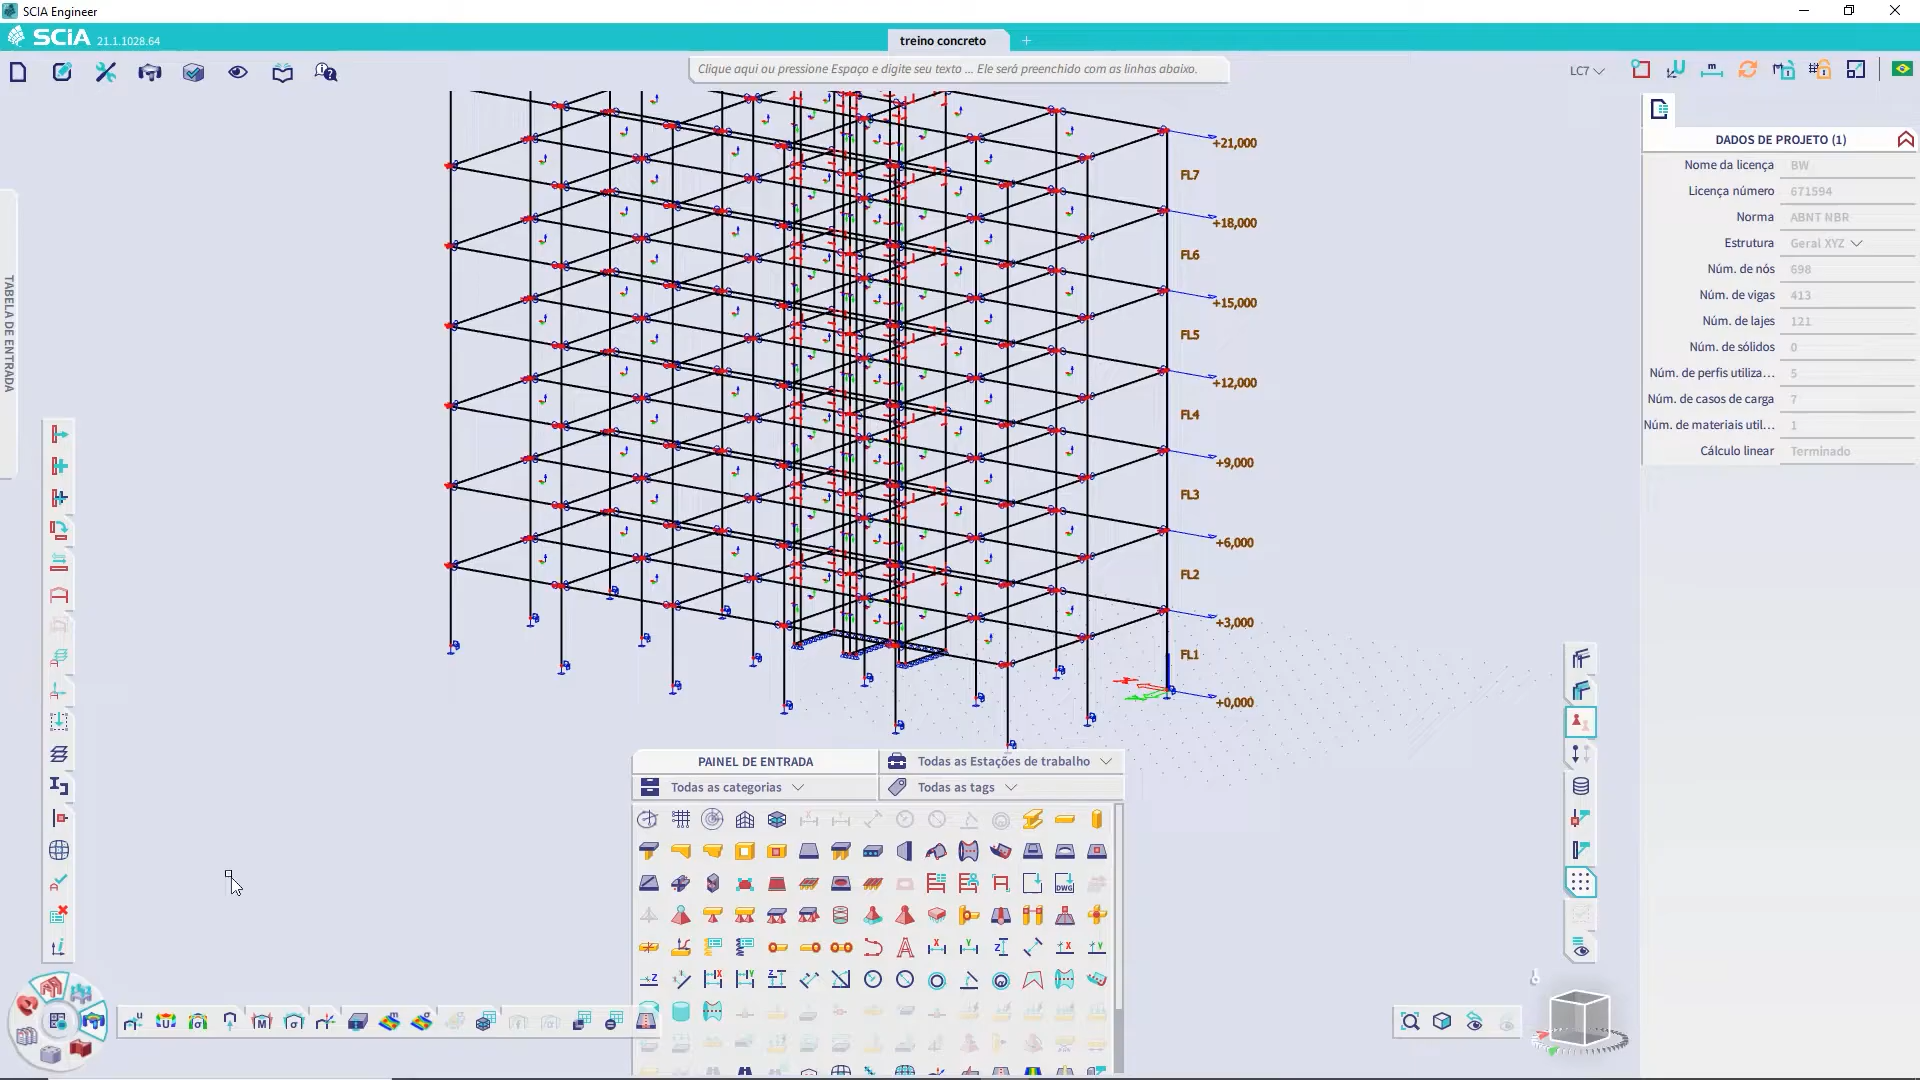 SCIA Engineer
SCiA 21.1.1028.64
treino concreto
Clique aqui ou pressione Espaço e digite seu texto ... Ele será preenchido com as linhas abaixo.
LC7
DADOS DE PROJETO (1)
Nome da licença BW
Licença número 671594
Norma ABNT NBR
Estrutura Geral XYZ
Núm. de nós 698
Núm. de vigas 413
Núm. de lajes 121
Núm. de sólidos 0
Núm. de perfis utiliza... 5
Núm. de casos de carga 7
Núm. de materiais util... 1
Cálculo linear Terminado
TABELA DE ENTRADA
+21,000
FL7
+18,000
FL6
+15,000
FL5
+12,000
FL4
+9,000
FL3
+6,000
FL2
+3,000
FL1
+0,000
PAINEL DE ENTRADA
Todas as Estações de trabalho
Todas as categorias
Todas as tags